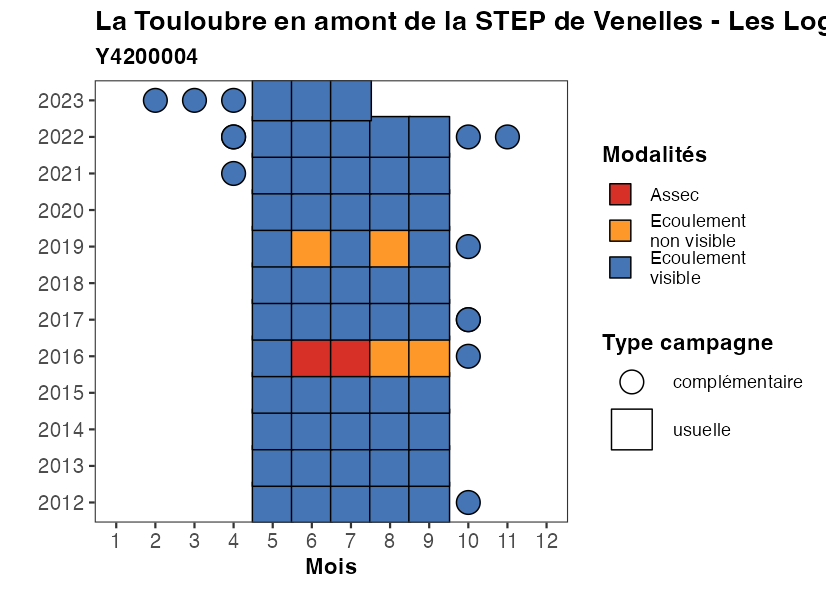 La Touloubre en amont de la STEP de Venelles - Les Log
Y4200004
2023
2022
2021
2020
2019
2018
2017
2016
2015
2014
2013
2012
1 2 3 4 5 6 7 8 9 10 11 12
Mois
Modalités
Assec
Ecoulement
non visible
Ecoulement
visible
Type campagne
complémentaire
usuelle